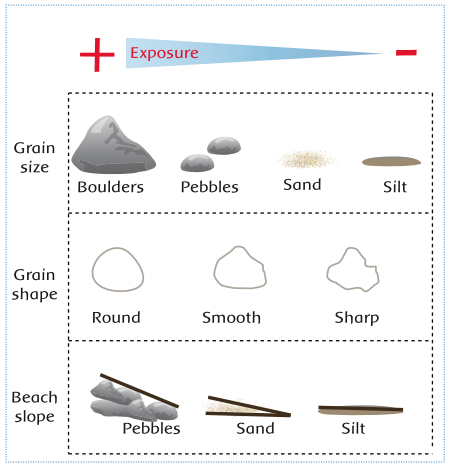 + Exposure −
Grain
size
Boulders Pebbles Sand Silt
Grain
shape
Round Smooth Sharp
Beach
slope
Pebbles Sand Silt